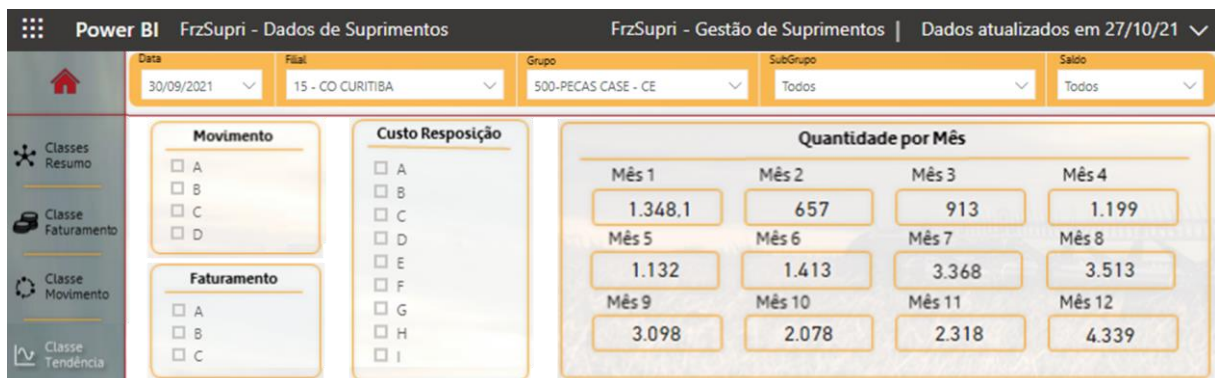 Power BI FrzSupri - Dados de Suprimentos FrzSupri - Gestão de Suprimentos | Dados atualizados em 27/10/21
Data Filial Grupo SubGrupo Saldo
30/09/2021 15 - CO CURITIBA 500-PECAS CASE - CE Todos Todos
Classes
Resumo
Classe
Faturamento
Classe
Movimento
Classe
Tendência
Movimento
A
B
C
D
Faturamento
A
B
C
Custo Resposição
A
B
C
D
E
F
G
H
I
Quantidade por Mês
Mês 1 Mês 2 Mês 3 Mês 4
1.348,1 657 913 1.199
Mês 5 Mês 6 Mês 7 Mês 8
1.132 1.413 3.368 3.513
Mês 9 Mês 10 Mês 11 Mês 12
3.098 2.078 2.318 4.339